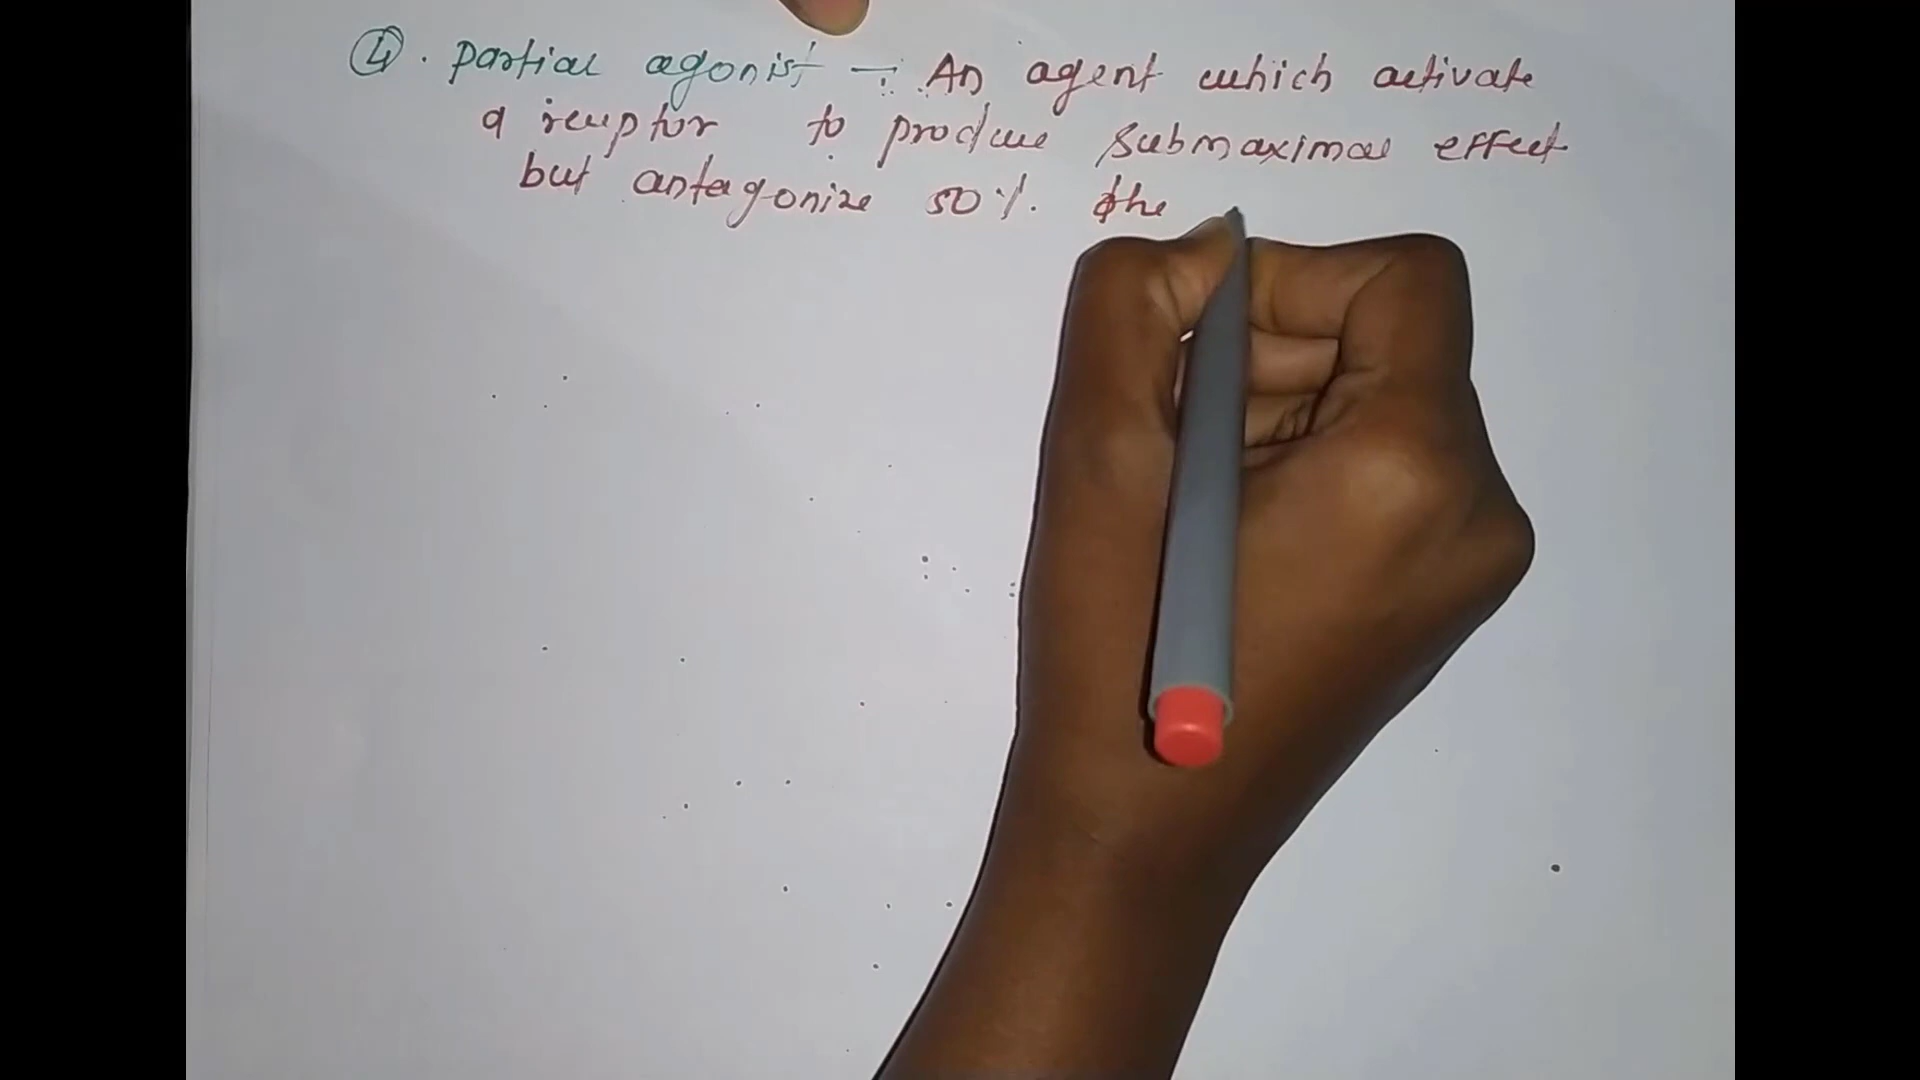 ④. Partial agonist -: An agent which activate
a receptor to produce submaximal effect
but antagonize 50%. the